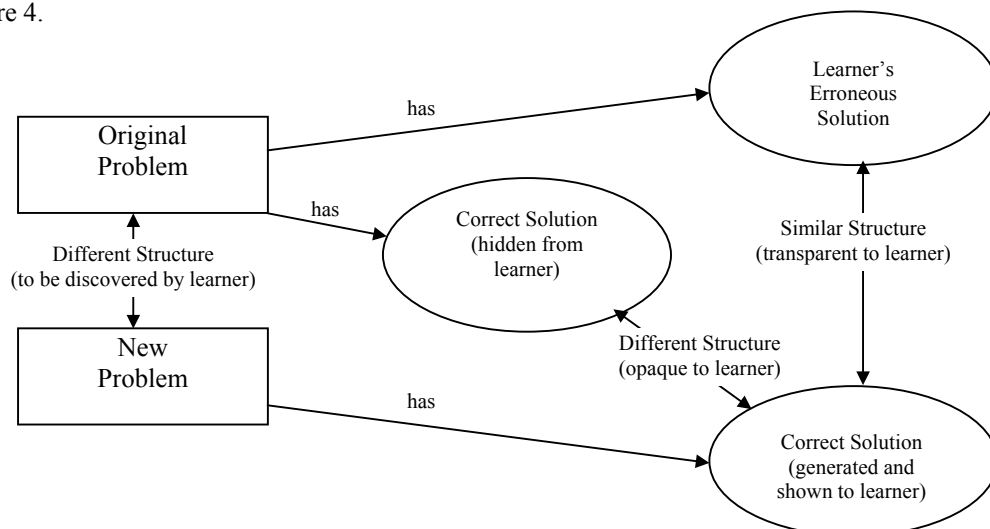 re 4.
Learner's
Erroneous
Solution
has
Original
Problem
has
Correct Solution
(hidden from
learner)
Similar Structure
(transparent to learner)
Different Structure
(to be discovered by learner)
New
Problem
Different Structure
(opaque to learner)
has
Correct Solution
(generated and
shown to learner)